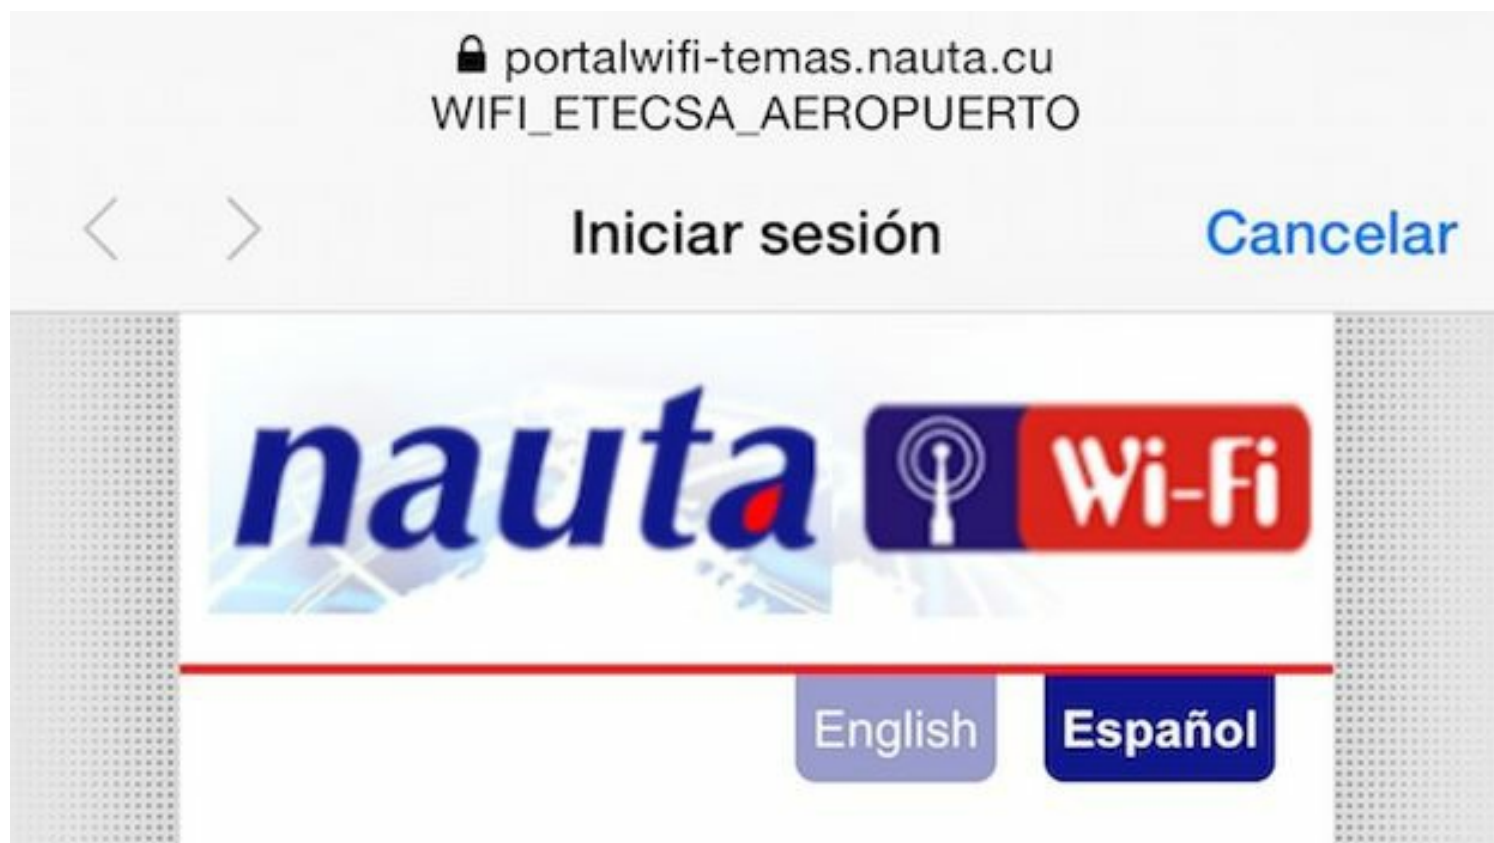 portalwifi-temas.nauta.cu
WIFI_ETECSA_AEROPUERTO
Iniciar sesión
Cancelar
nauta
Wi-Fi
English
Español